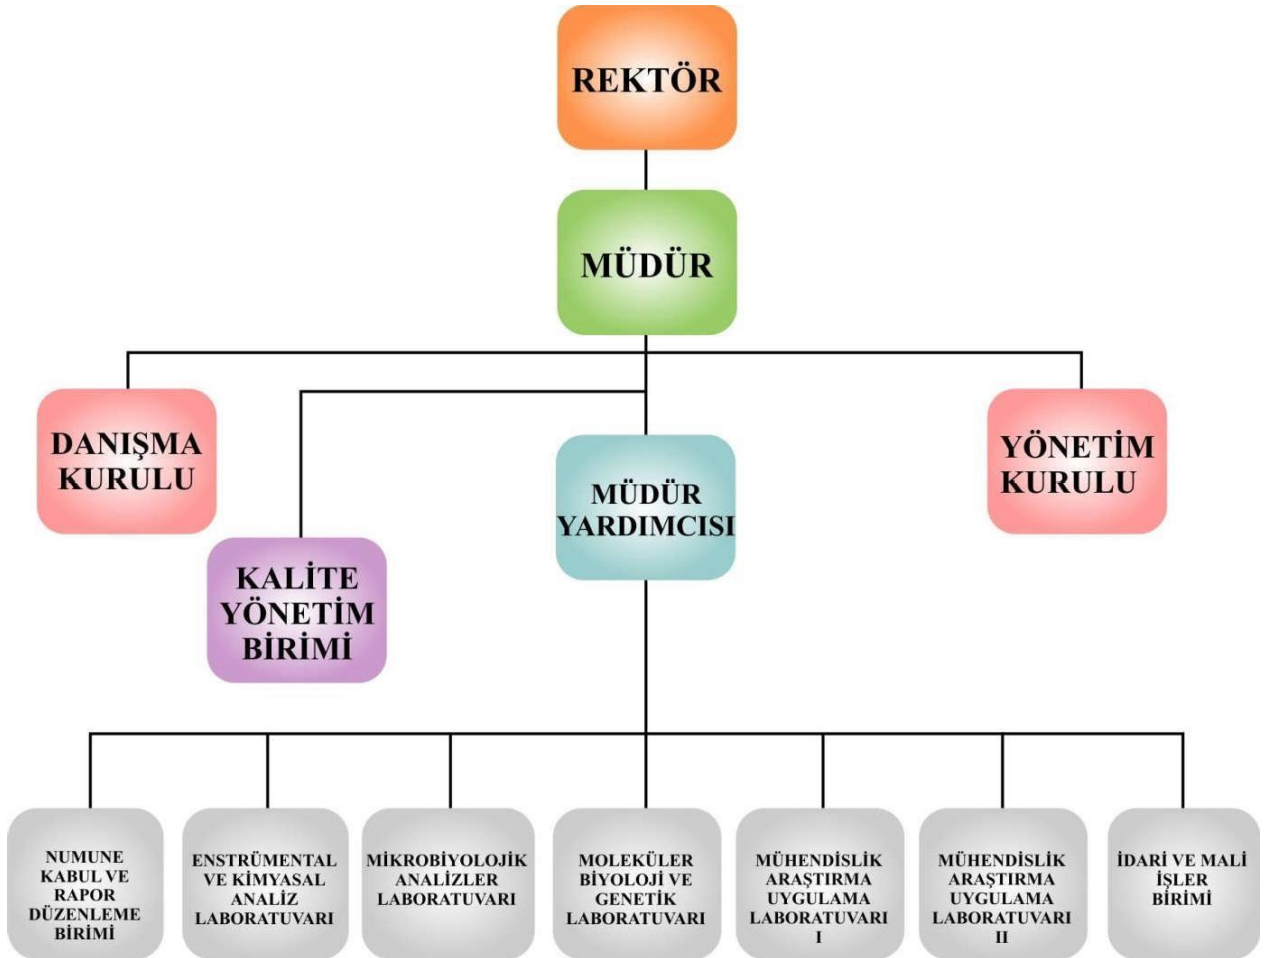 REKTÖR
MÜDÜR
DANIŞMA
KURULU
YÖNETİM
KURULU
MÜDÜR
YARDIMCISI
KALİTE
YÖNETİM
BİRİMİ
NUMUNE
KABUL VE
RAPOR
DÜZENLEME
BİRİMİ
ENSTRÜMENTAL
VE KİMYASAL
ANALİZ
LABORATUVARI
MİKROBİYOLOJİK
ANALİZLER
LABORATUVARI
MOLEKÜLER
BİYOLOJİ VE
GENETİK
LABORATUVARI
MÜHENDİSLİK
ARAŞTIRMA
UYGULAMA
LABORATUVARI
I
MÜHENDİSLİK
ARAŞTIRMA
UYGULAMA
LABORATUVARI
II
İDARİ VE MALİ
İŞLER
BİRİMİ